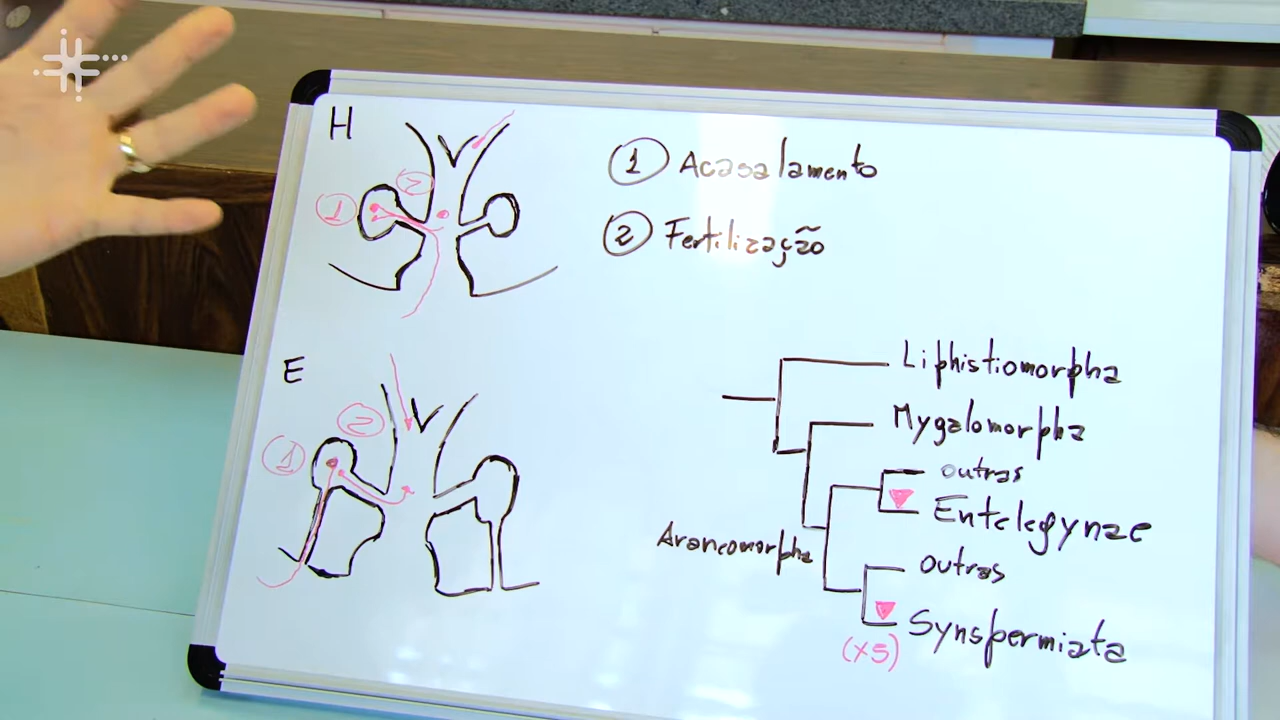 H
① Acasalamento
② Fertilização
②
①
E
②
①
Liphistiomorpha
Mygalomorpha
outras
Entelegynae
Araneomorpha
outras
Synspermiata
(x5)